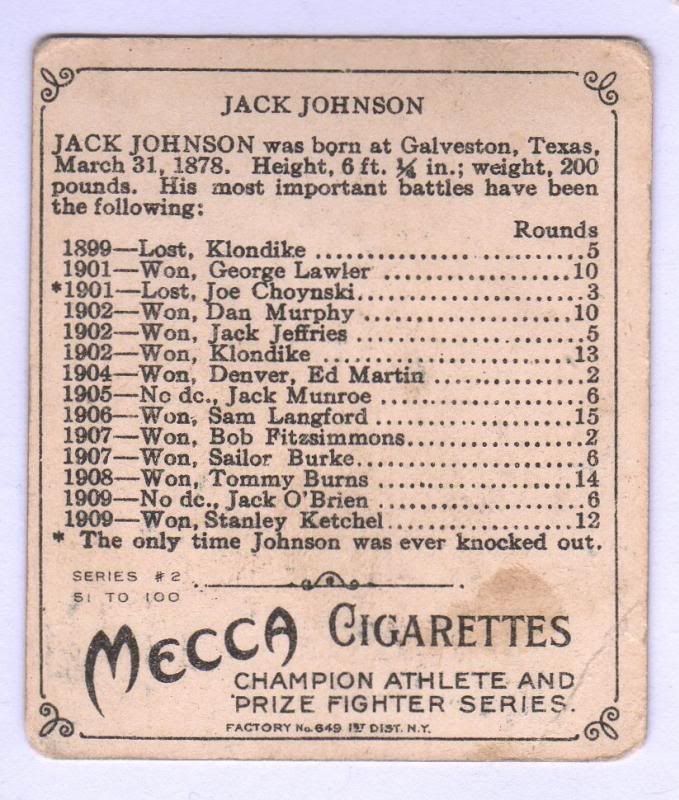 JACK JOHNSON
JACK JOHNSON was born at Galveston, Texas,
March 31, 1878. Height, 6 ft. ¼ in.; weight, 200
pounds. His most important battles have been
the following:
Rounds
1899—Lost, Klondike ..............................5
1901—Won, George Lawler ....................10
*1901—Lost, Joe Choynski........................3
1902—Won, Dan Murphy ......................10
1902—Won, Jack Jeffries .........................5
1902—Won, Klondike ...........................13
1904—Won, Denver, Ed Martin ...............2
1905—No dc., Jack Munroe .....................6
1906—Won, Sam Langford .....................15
1907—Won, Bob Fitzsimmons..................2
1907—Won, Sailor Burke........................6
1908—Won, Tommy Burns .....................14
1909—No dc., Jack O'Brien .....................6
1909—Won, Stanley Ketchel...................12
* The only time Johnson was ever knocked out.
SERIES #2
51 TO 100
MECCA CIGARETTES
CHAMPION ATHLETE AND
PRIZE FIGHTER SERIES.
FACTORY No. 649 1ST DIST. N.Y.